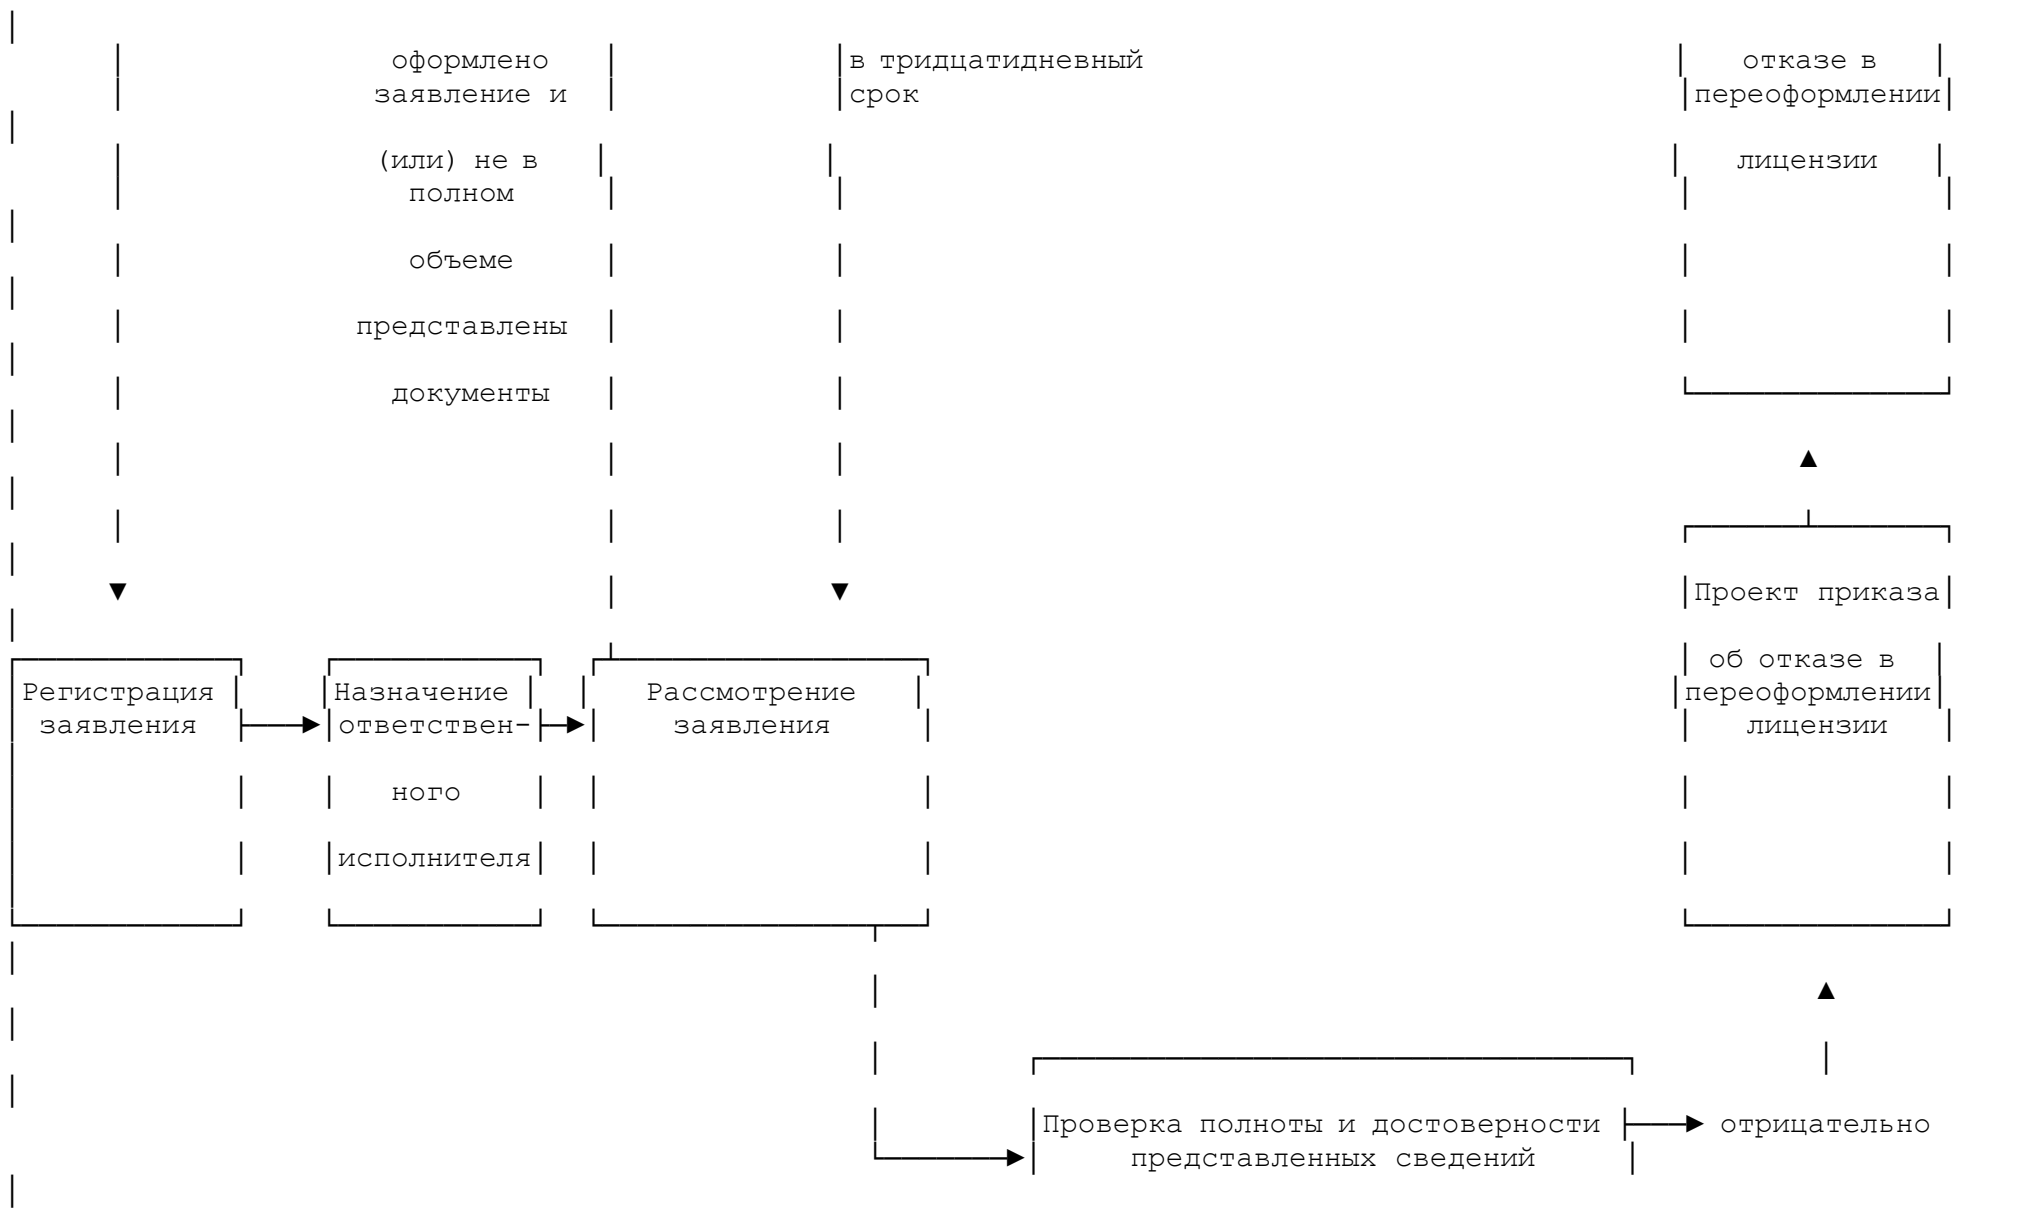 оформлено
заявление и
(или) не в
полном
объеме
представлены
документы
в тридцатидневный
срок
отказе в
переоформлении
лицензии
Проект приказа
об отказе в
переоформлении
лицензии
Регистрация
заявления
Назначение
ответствен-
ного
исполнителя
Рассмотрение
заявления
Проверка полноты и достоверности
представленных сведений
отрицательно